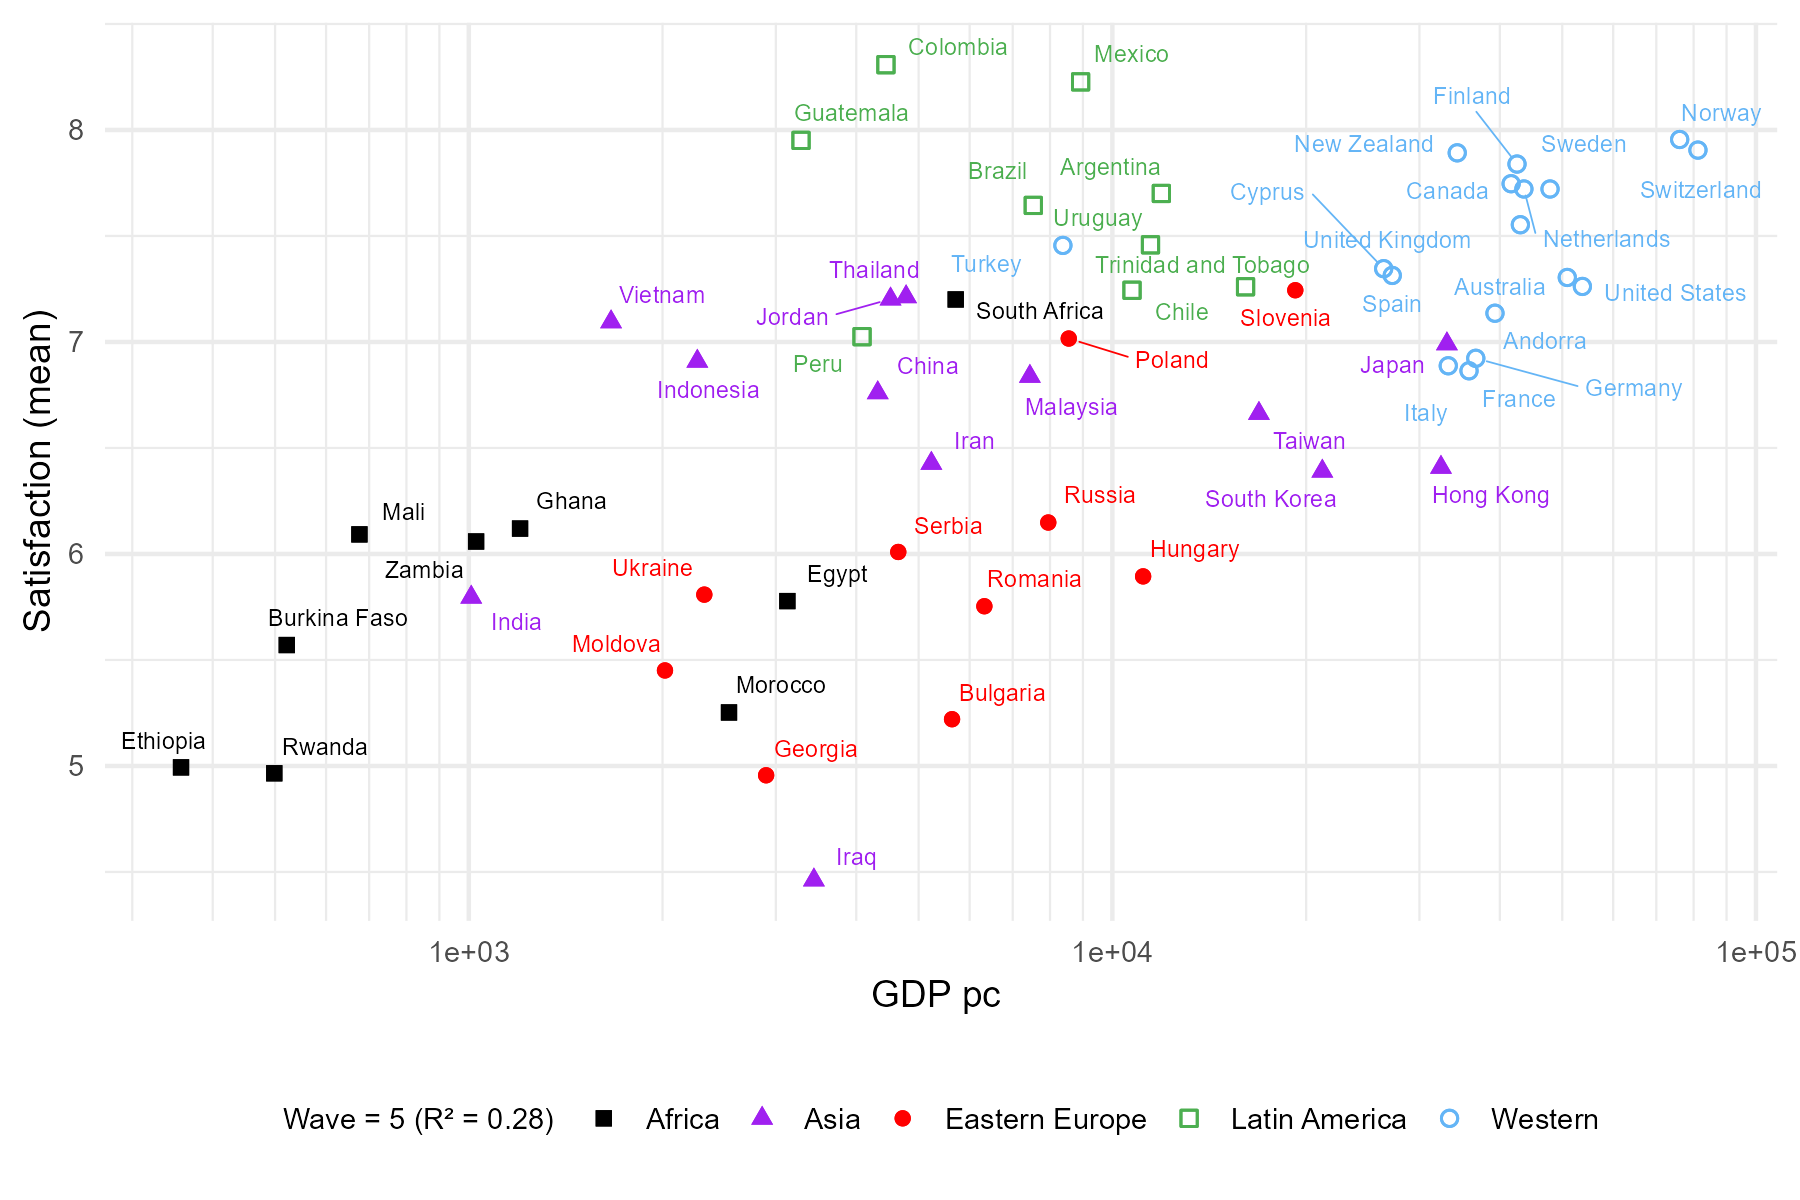 Colombia
Mexico
Finland
Guatemala
Norway
8
New Zealand
Sweden
Brazil
Argentina
Cyprus
Canada
Switzerland
Uruguay
United Kingdom
Netherlands
Turkey
Trinidad and Tobago
Thailand
Vietnam
Australia
United States
Jordan
South Africa
Chile
Spain
Slovenia
7
Andorra
Peru
China
Poland
Japan
Indonesia
Malaysia
Germany
France
Italy
Iran
Taiwan
South Korea
Hong Kong
Mali
Ghana
Russia
Serbia
6
Hungary
Zambia
Ukraine
Egypt
Romania
Burkina Faso
India
Moldova
Morocco
Bulgaria
Ethiopia
Rwanda
Georgia
5
Iraq
Satisfaction (mean)
1e+03
1e+04
1e+05
GDP pc
Wave = 5 (R² = 0.28) Africa Asia Eastern Europe Latin America Western